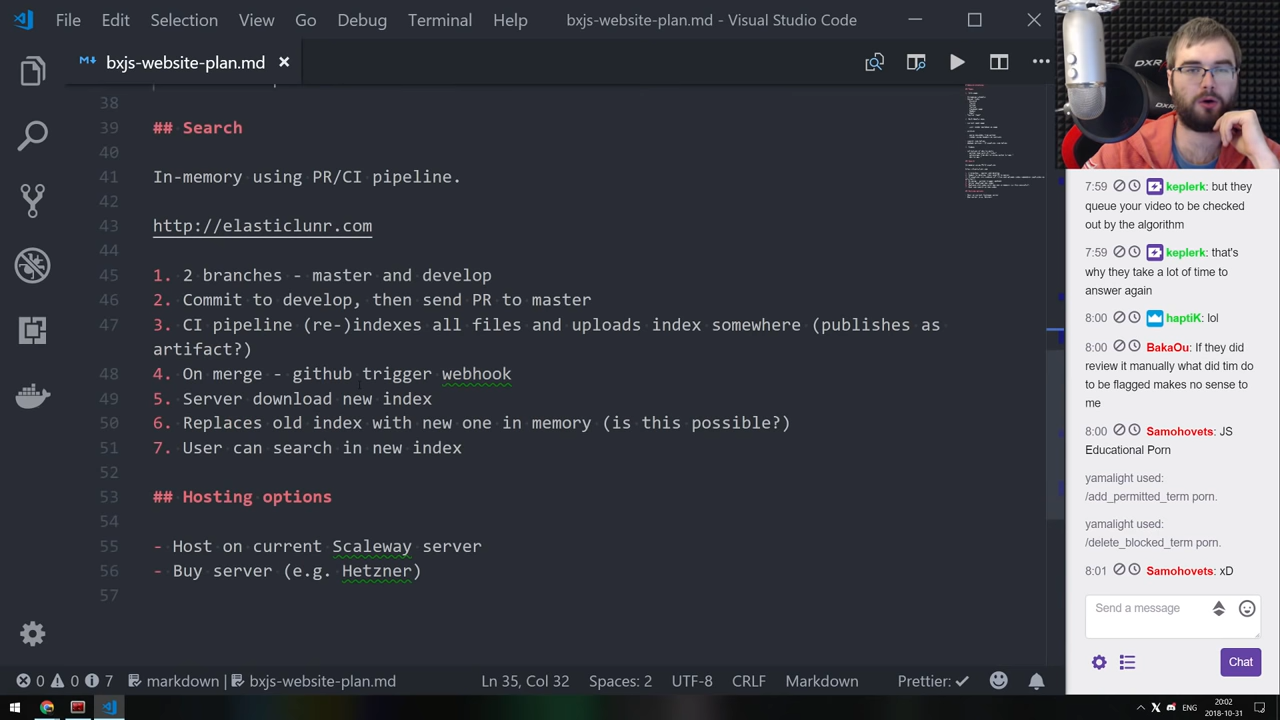 File Edit Selection View Go Debug Terminal Help bxjs-website-plan.md - Visual Studio Code
bxjs-website-plan.md
38
39 ## Search
40
41 In-memory using PR/CI pipeline.
42
43 http://elasticlunr.com
44
45 1. 2 branches - master and develop
46 2. Commit to develop, then send PR to master
47 3. CI pipeline (re-)indexes all files and uploads index somewhere (publishes as
artifact?)
48 4. On merge - github trigger webhook
49 5. Server download new index
50 6. Replaces old index with new one in memory (is this possible?)
51 7. User can search in new index
52
53 ## Hosting options
54
55 - Host on current Scaleway server
56 - Buy server (e.g. Hetzner)
57
0 0 7 markdown | bxjs-website-plan.md Ln 35, Col 32 Spaces: 2 UTF-8 CRLF Markdown Prettier: ✓
DXR
7:59 keplerk: but they
queue your video to be checked
out by the algorithm
7:59 keplerk: that's
why they take a lot of time to
answer again
8:00 haptiK: lol
8:00 BakaOu: If they did
review it manually what did tim do
to be flagged makes no sense to
me
8:00 Samohovets: JS
Educational Porn
yamalight used:
/add_permitted_term porn.
yamalight used:
/delete_blocked_term porn.
8:01 Samohovets: xD
Send a message
Chat
ENG
20:02
2018-10-31